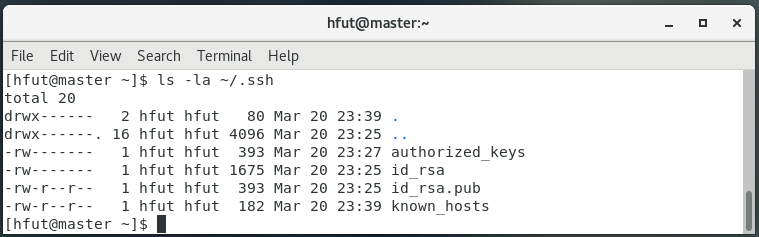 hfut@master:~
File Edit View Search Terminal Help
[hfut@master ~]$ ls -la ~/.ssh
total 20
drwx------   2 hfut hfut   80 Mar 20 23:39 .
drwx------. 16 hfut hfut 4096 Mar 20 23:25 ..
-rw-------   1 hfut hfut  393 Mar 20 23:27 authorized_keys
-rw-------   1 hfut hfut 1675 Mar 20 23:25 id_rsa
-rw-r--r--   1 hfut hfut  393 Mar 20 23:25 id_rsa.pub
-rw-r--r--   1 hfut hfut  182 Mar 20 23:39 known_hosts
[hfut@master ~]$